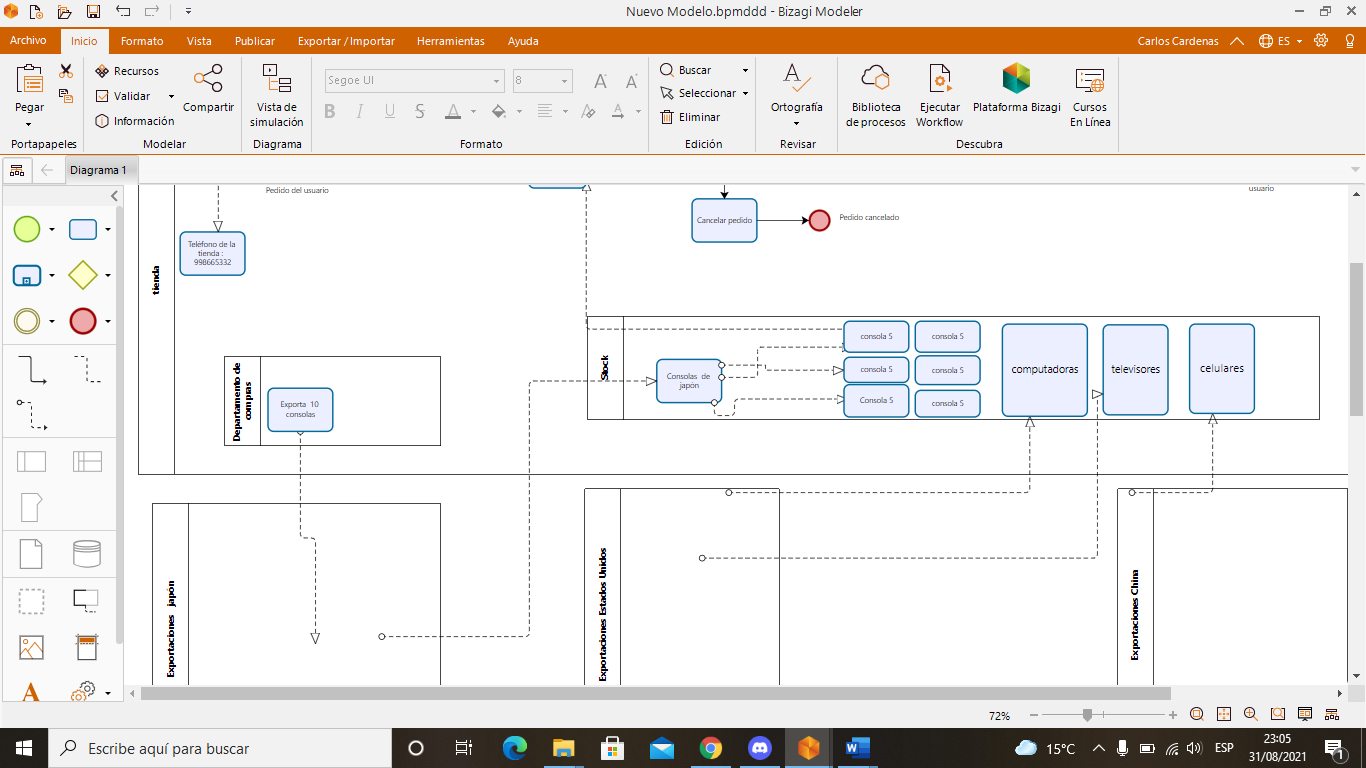 Nuevo Modelo.bpmddd - Bizagi Modeler
Archivo
Inicio
Formato
Vista
Publicar
Exportar / Importar
Herramientas
Ayuda
Carlos Cardenas
ES
Pegar
Portapapeles
Recursos
Validar
Información
Compartir
Modelar
Vista de
simulación
Diagrama
Segoe UI
8
Formato
Buscar
Seleccionar
Eliminar
Edición
Ortografía
Revisar
Biblioteca
de procesos
Ejecutar
Workflow
Plataforma Bizagi
Cursos
En Línea
Descubra
Diagrama 1
Pedido del usuario
usuario
Cancelar pedido
Pedido cancelado
Teléfono de la
tienda :
998665332
tienda
Departamento de
compras
Exporta 10
consolas
Stock
Consolas de
japón
consola 5
consola 5
consola 5
consola 5
Consola 5
consola 5
computadoras
televisores
celulares
Exportaciones japón
Exportaciones Estados Unidos
Exportaciones China
72%
Escribe aquí para buscar
15°C
ESP
23:05
31/08/2021
1